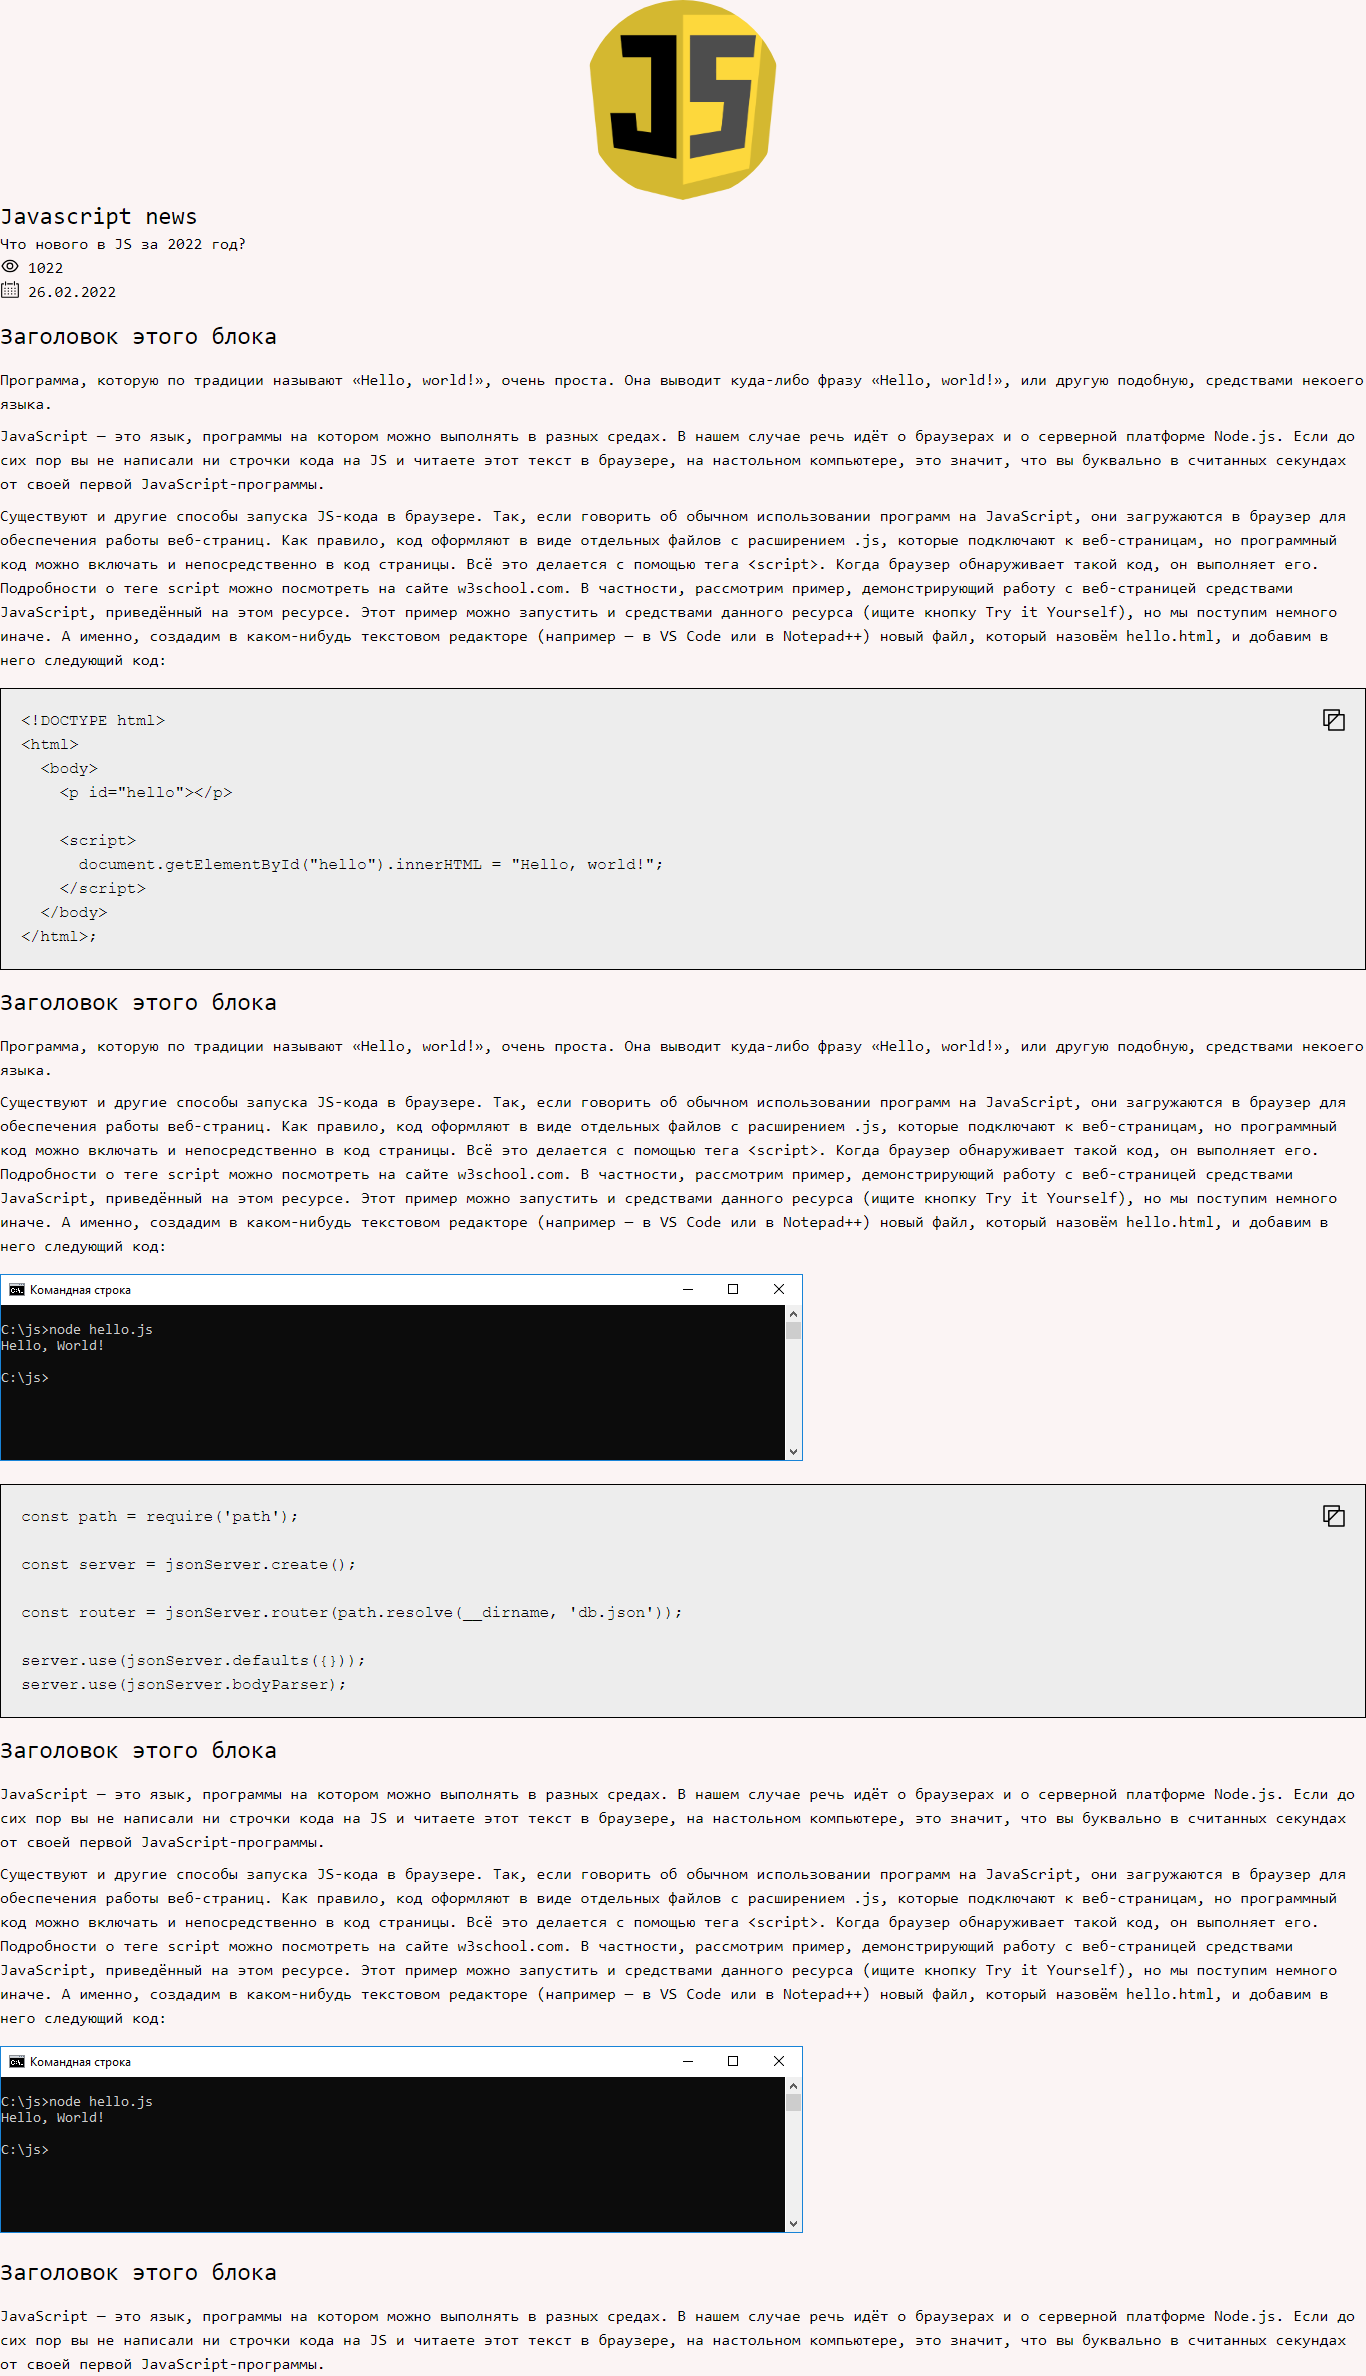 JS
Javascript news
Что нового в JS за 2022 год?
1022
26.02.2022
Заголовок этого блока
Программа, которую по традиции называют «Hello, world!», очень проста. Она выводит куда-либо фразу «Hello, world!», или другую подобную, средствами некоего
языка.
JavaScript — это язык, программы на котором можно выполнять в разных средах. В нашем случае речь идёт о браузерах и о серверной платформе Node.js. Если до
сих пор вы не написали ни строчки кода на JS и читаете этот текст в браузере, на настольном компьютере, это значит, что вы буквально в считанных секундах
от своей первой JavaScript-программы.
Существуют и другие способы запуска JS-кода в браузере. Так, если говорить об обычном использовании программ на JavaScript, они загружаются в браузер для
обеспечения работы веб-страниц. Как правило, код оформляют в виде отдельных файлов с расширением .js, которые подключают к веб-страницам, но программный
код можно включать и непосредственно в код страницы. Всё это делается с помощью тега <script>. Когда браузер обнаруживает такой код, он выполняет его.
Подробности о теге script можно посмотреть на сайте w3school.com. В частности, рассмотрим пример, демонстрирующий работу с веб-страницей средствами
JavaScript, приведённый на этом ресурсе. Этот пример можно запустить и средствами данного ресурса (ищите кнопку Try it Yourself), но мы поступим немного
иначе. А именно, создадим в каком-нибудь текстовом редакторе (например — в VS Code или в Notepad++) новый файл, который назовём hello.html, и добавим в
него следующий код:
<!DOCTYPE html>
<html>
  <body>
    <p id="hello"></p>

    <script>
      document.getElementById("hello").innerHTML = "Hello, world!";
    </script>
  </body>
</html>;
Заголовок этого блока
Программа, которую по традиции называют «Hello, world!», очень проста. Она выводит куда-либо фразу «Hello, world!», или другую подобную, средствами некоего
языка.
Существуют и другие способы запуска JS-кода в браузере. Так, если говорить об обычном использовании программ на JavaScript, они загружаются в браузер для
обеспечения работы веб-страниц. Как правило, код оформляют в виде отдельных файлов с расширением .js, которые подключают к веб-страницам, но программный
код можно включать и непосредственно в код страницы. Всё это делается с помощью тега <script>. Когда браузер обнаруживает такой код, он выполняет его.
Подробности о теге script можно посмотреть на сайте w3school.com. В частности, рассмотрим пример, демонстрирующий работу с веб-страницей средствами
JavaScript, приведённый на этом ресурсе. Этот пример можно запустить и средствами данного ресурса (ищите кнопку Try it Yourself), но мы поступим немного
иначе. А именно, создадим в каком-нибудь текстовом редакторе (например — в VS Code или в Notepad++) новый файл, который назовём hello.html, и добавим в
него следующий код:
C:\. Командная строка
C:\js>node hello.js
Hello, World!
C:\js>
const path = require('path');

const server = jsonServer.create();

const router = jsonServer.router(path.resolve(__dirname, 'db.json'));

server.use(jsonServer.defaults({}));
server.use(jsonServer.bodyParser);
Заголовок этого блока
JavaScript — это язык, программы на котором можно выполнять в разных средах. В нашем случае речь идёт о браузерах и о серверной платформе Node.js. Если до
сих пор вы не написали ни строчки кода на JS и читаете этот текст в браузере, на настольном компьютере, это значит, что вы буквально в считанных секундах
от своей первой JavaScript-программы.
Существуют и другие способы запуска JS-кода в браузере. Так, если говорить об обычном использовании программ на JavaScript, они загружаются в браузер для
обеспечения работы веб-страниц. Как правило, код оформляют в виде отдельных файлов с расширением .js, которые подключают к веб-страницам, но программный
код можно включать и непосредственно в код страницы. Всё это делается с помощью тега <script>. Когда браузер обнаруживает такой код, он выполняет его.
Подробности о теге script можно посмотреть на сайте w3school.com. В частности, рассмотрим пример, демонстрирующий работу с веб-страницей средствами
JavaScript, приведённый на этом ресурсе. Этот пример можно запустить и средствами данного ресурса (ищите кнопку Try it Yourself), но мы поступим немного
иначе. А именно, создадим в каком-нибудь текстовом редакторе (например — в VS Code или в Notepad++) новый файл, который назовём hello.html, и добавим в
него следующий код:
C:\. Командная строка
C:\js>node hello.js
Hello, World!
C:\js>
Заголовок этого блока
JavaScript — это язык, программы на котором можно выполнять в разных средах. В нашем случае речь идёт о браузерах и о серверной платформе Node.js. Если до
сих пор вы не написали ни строчки кода на JS и читаете этот текст в браузере, на настольном компьютере, это значит, что вы буквально в считанных секундах
от своей первой JavaScript-программы.